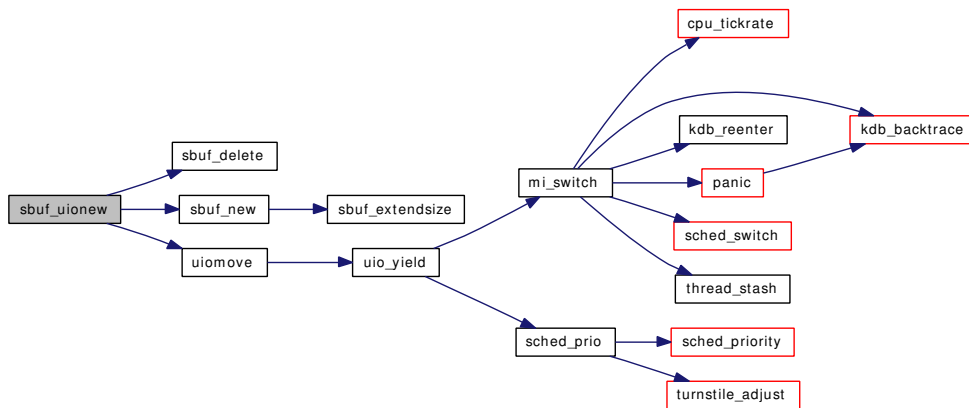 cpu_tickrate
kdb_reenter
kdb_backtrace
sbuf_delete
mi_switch
panic
sbuf_uionew
sbuf_new
sbuf_extendsize
sched_switch
uiomove
uio_yield
thread_stash
sched_prio
sched_priority
turnstile_adjust